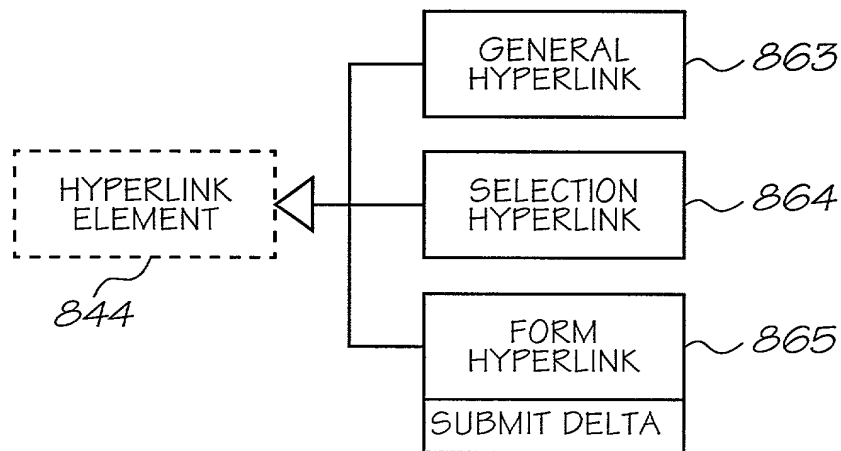 GENERAL
HYPERLINK
863
HYPERLINK
ELEMENT
844
SELECTION
HYPERLINK
864
FORM
HYPERLINK
865
SUBMIT DELTA